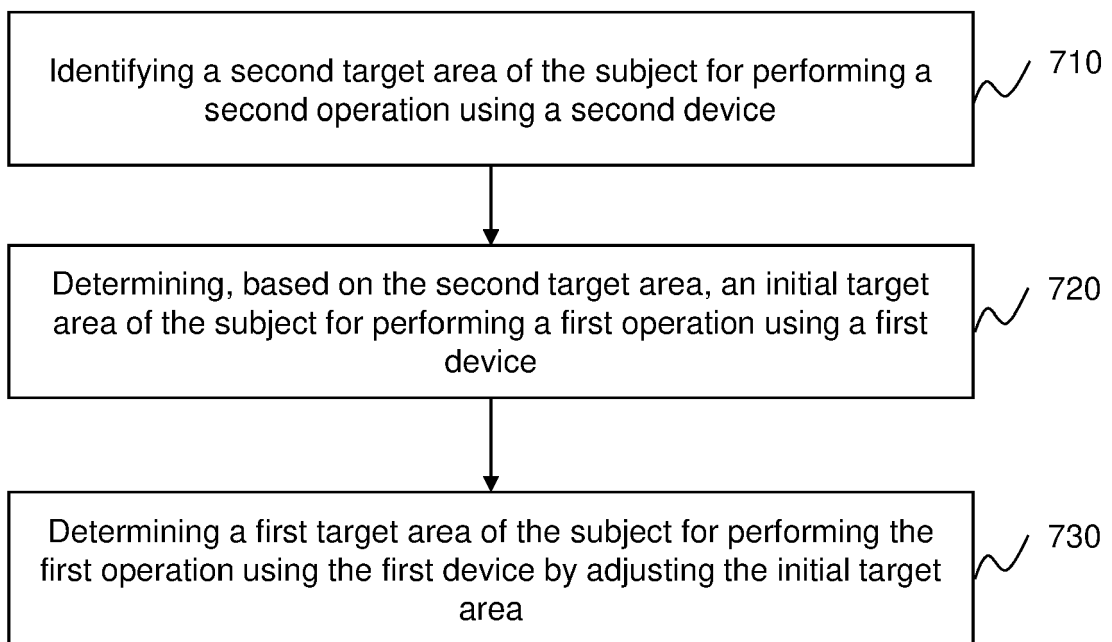 Identifying a second target area of the subject for performing a
second operation using a second device
710
Determining, based on the second target area, an initial target
area of the subject for performing a first operation using a first
device
720
Determining a first target area of the subject for performing the
first operation using the first device by adjusting the initial target
area
730